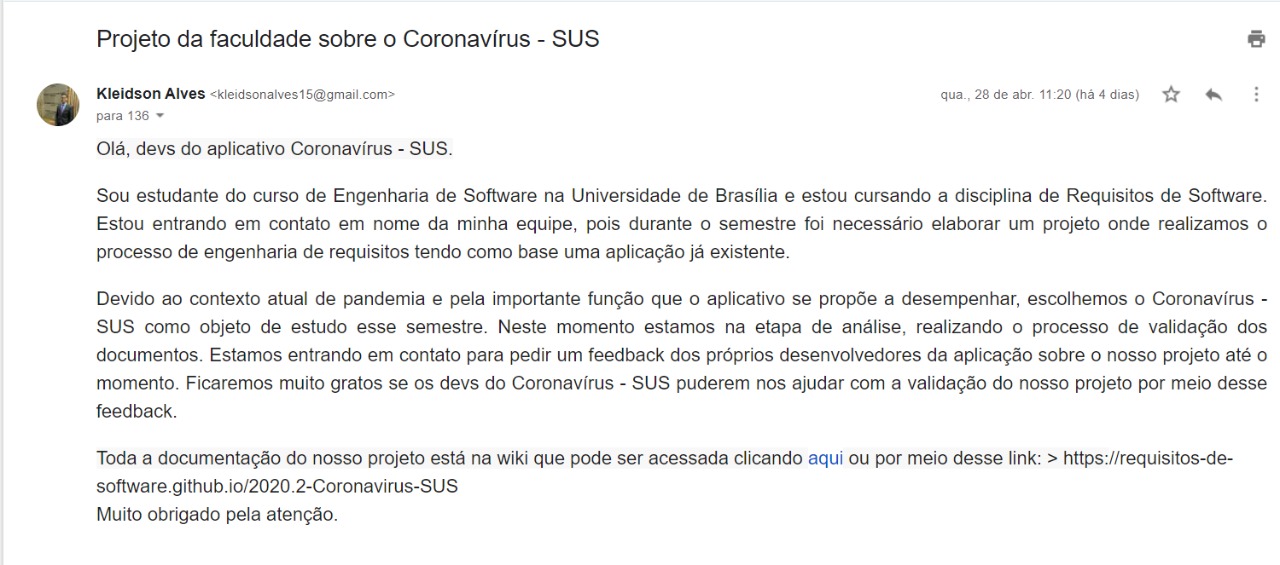 Projeto da faculdade sobre o Coronavírus - SUS
Kleidson Alves <kleidsonalves15@gmail.com>
qua., 28 de abr. 11:20 (há 4 dias)
para 136
Olá, devs do aplicativo Coronavírus - SUS.
Sou estudante do curso de Engenharia de Software na Universidade de Brasília e estou cursando a disciplina de Requisitos de Software.
Estou entrando em contato em nome da minha equipe, pois durante o semestre foi necessário elaborar um projeto onde realizamos o
processo de engenharia de requisitos tendo como base uma aplicação já existente.
Devido ao contexto atual de pandemia e pela importante função que o aplicativo se propõe a desempenhar, escolhemos o Coronavírus -
SUS como objeto de estudo esse semestre. Neste momento estamos na etapa de análise, realizando o processo de validação dos
documentos. Estamos entrando em contato para pedir um feedback dos próprios desenvolvedores da aplicação sobre o nosso projeto até o
momento. Ficaremos muito gratos se os devs do Coronavírus - SUS puderem nos ajudar com a validação do nosso projeto por meio desse
feedback.
Toda a documentação do nosso projeto está na wiki que pode ser acessada clicando aqui ou por meio desse link: > https://requisitos-de-
software.github.io/2020.2-Coronavirus-SUS
Muito obrigado pela atenção.